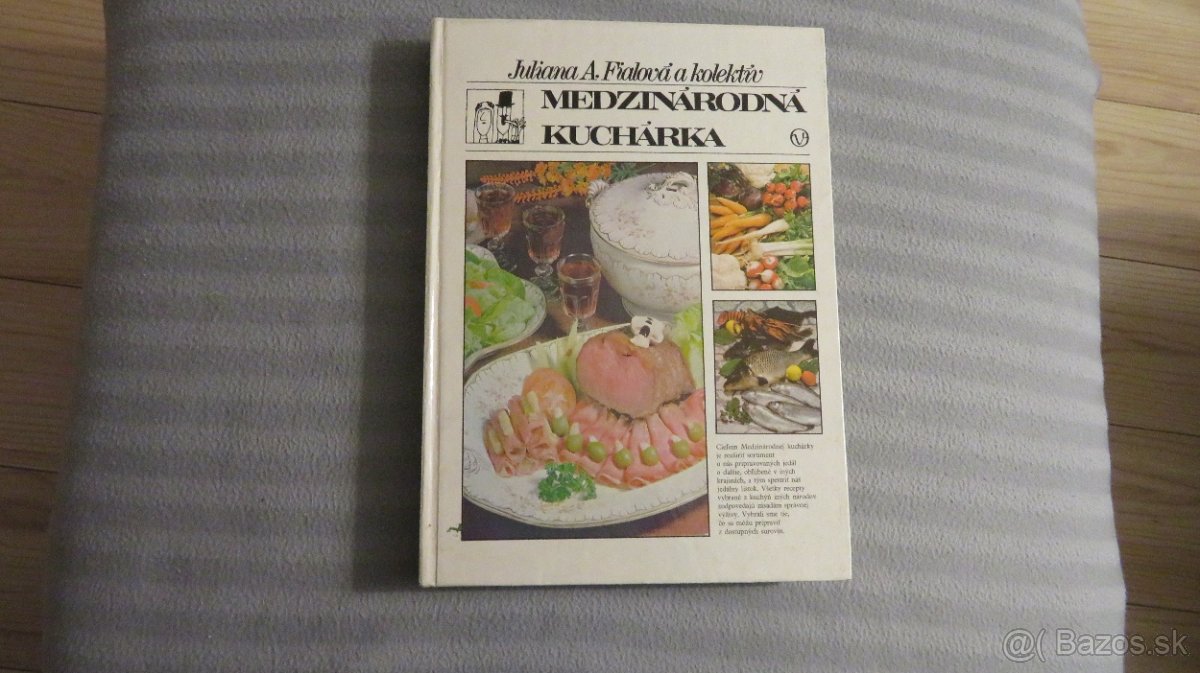 Juliana A. Fialová a kolektív
MEDZINÁRODNÁ
KUCHÁRKA
Cieľom Medzinárodnej kuchárky
je rozšíriť sortiment
u nás pripravovaných jedál
o ďalšie, obľúbené v iných
krajinách, a tým spestriť náš
jedálny lístok. Všetky recepty
vybrané z kuchýň iných národov
zodpovedajú zásadám správnej
výživy. Vybrali sme tie,
čo sa môžu pripraviť
z dostupných surovín.
@( Bazos.sk